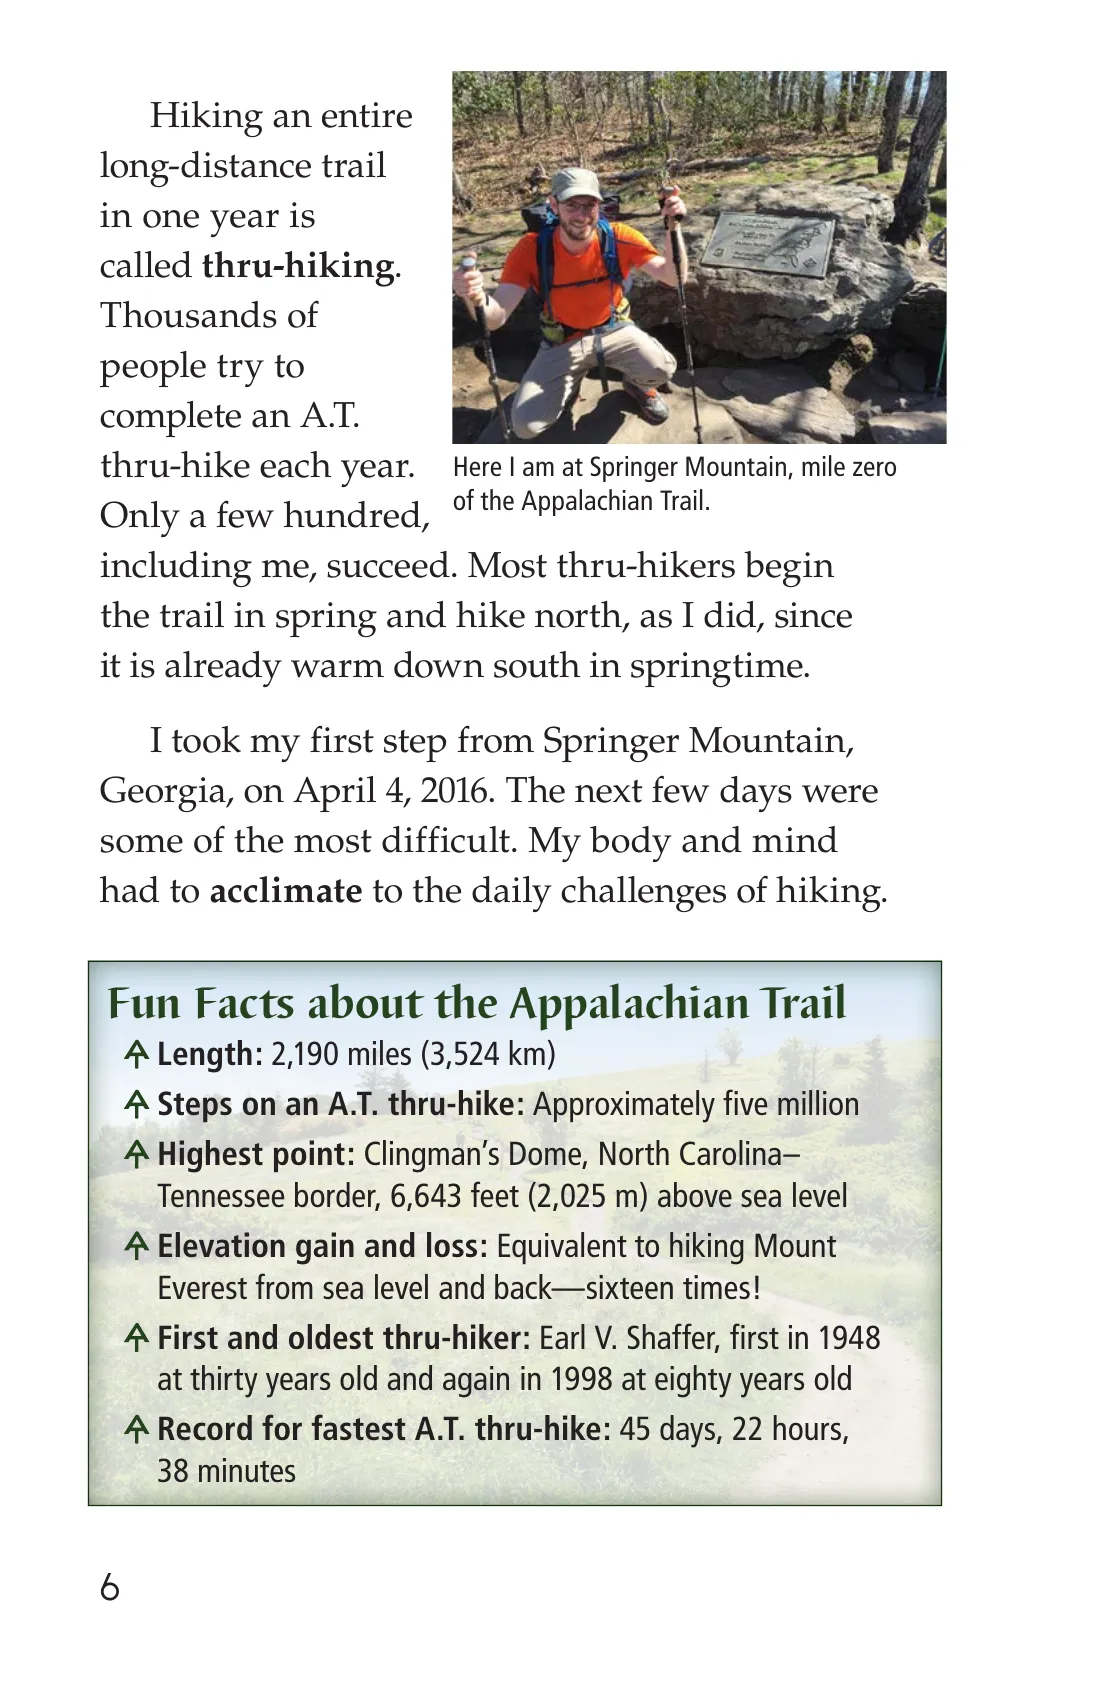 Hiking an entire
long-distance trail
in one year is
called thru-hiking.
Thousands of
people try to
complete an A.T.
thru-hike each year.
Only a few hundred,
including me, succeed. Most thru-hikers begin
the trail in spring and hike north, as I did, since
it is already warm down south in springtime.
Here I am at Springer Mountain, mile zero
of the Appalachian Trail.
I took my first step from Springer Mountain,
Georgia, on April 4, 2016. The next few days were
some of the most difficult. My body and mind
had to acclimate to the daily challenges of hiking.
Fun Facts about the Appalachian Trail
Length: 2,190 miles (3,524 km)
Steps on an A.T. thru-hike: Approximately five million
Highest point: Clingman’s Dome, North Carolina–
Tennessee border, 6,643 feet (2,025 m) above sea level
Elevation gain and loss: Equivalent to hiking Mount
Everest from sea level and back—sixteen times!
First and oldest thru-hiker: Earl V. Shaffer, first in 1948
at thirty years old and again in 1998 at eighty years old
Record for fastest A.T. thru-hike: 45 days, 22 hours,
38 minutes
6